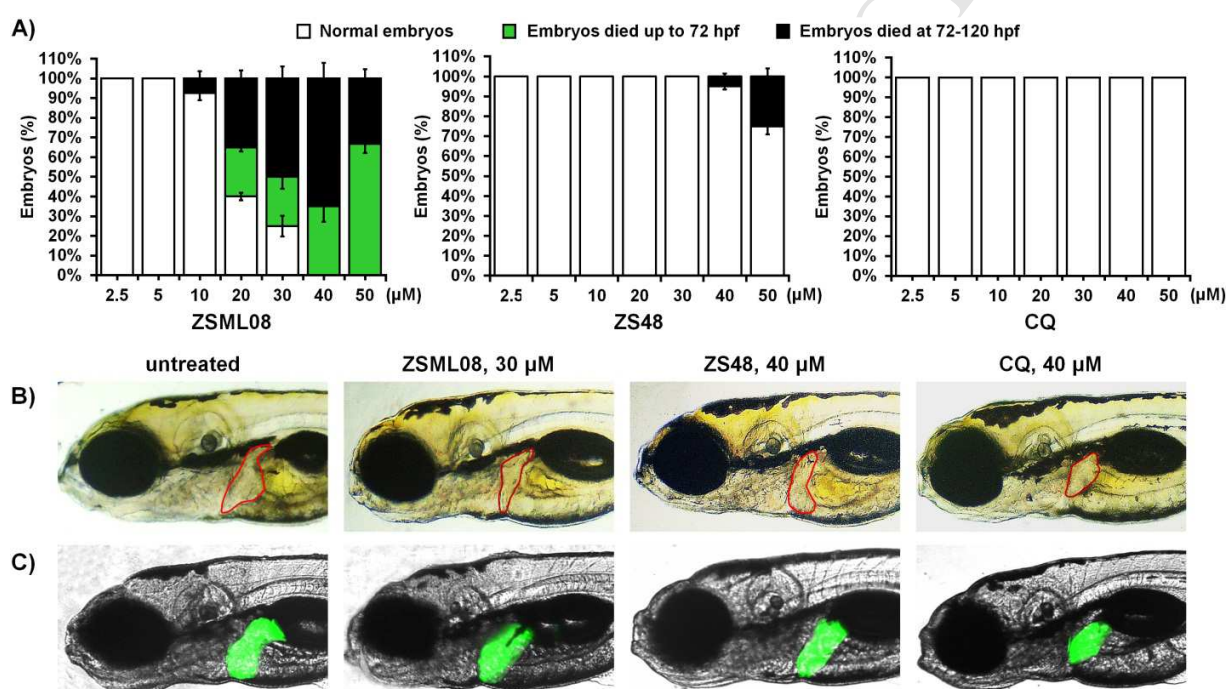 A)
Normal embryos Embryos died up to 72 hpf Embryos died at 72-120 hpf
Embryos (%)
110%
100%
90%
80%
70%
60%
50%
40%
30%
20%
10%
0%
2.5 5 10 20 30 40 50 (µM)
ZSML08
Embryos (%)
110%
100%
90%
80%
70%
60%
50%
40%
30%
20%
10%
0%
2.5 5 10 20 30 40 50 (µM)
ZS48
Embryos (%)
110%
100%
90%
80%
70%
60%
50%
40%
30%
20%
10%
0%
2.5 5 10 20 30 40 50 (µM)
CQ
untreated ZSML08, 30 µM ZS48, 40 µM CQ, 40 µM
B)
C)